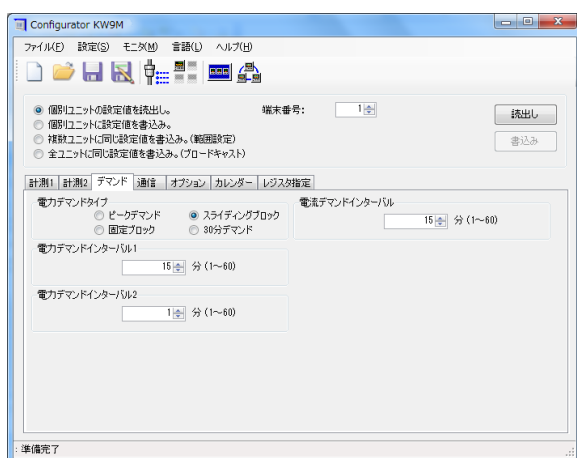 Configurator KW9M
ファイル(F) 設定(S) モニタ(M) 言語(L) ヘルプ(H)
個別ユニットの設定値を読出し。
個別ユニットに設定値を書込み。
複数ユニットに同じ設定値を書込み。(範囲設定)
全ユニットに同じ設定値を書込み。(ブロードキャスト)
端末番号: 1
読出し
書込み
計測1 計測2 デマンド 通信 オプション カレンダー レジスタ指定
電力デマンドタイプ
ピークデマンド スライディングブロック
固定ブロック 30分デマンド
電流デマンドインターバル
15 分 (1～60)
電力デマンドインターバル1
15 分 (1～60)
電力デマンドインターバル2
1 分 (1～60)
: 準備完了